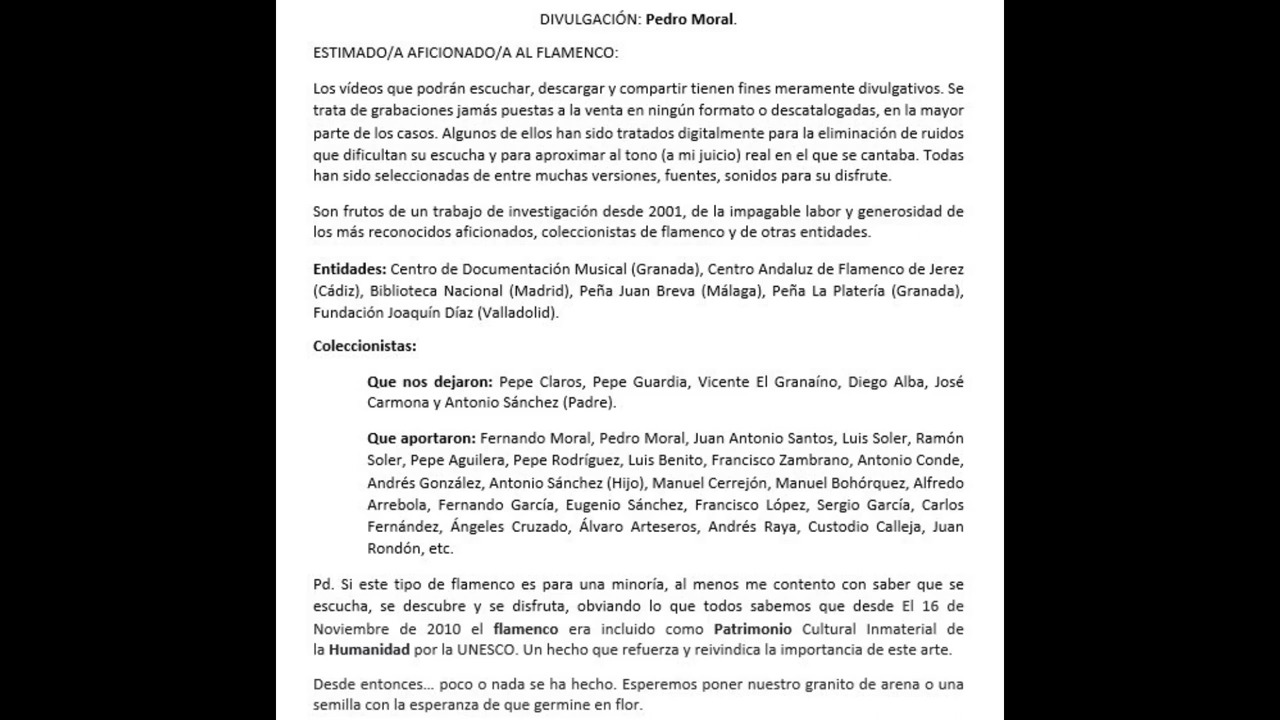 DIVULGACIÓN: Pedro Moral.
ESTIMADO/A AFICIONADO/A AL FLAMENCO:
Los vídeos que podrán escuchar, descargar y compartir tienen fines meramente divulgativos. Se
trata de grabaciones jamás puestas a la venta en ningún formato o descatalogadas, en la mayor
parte de los casos. Algunos de ellos han sido tratados digitalmente para la eliminación de ruidos
que dificultan su escucha y para aproximar al tono (a mi juicio) real en el que se cantaba. Todas
han sido seleccionadas de entre muchas versiones, fuentes, sonidos para su disfrute.
Son frutos de un trabajo de investigación desde 2001, de la impagable labor y generosidad de
los más reconocidos aficionados, coleccionistas de flamenco y de otras entidades.
Entidades: Centro de Documentación Musical (Granada), Centro Andaluz de Flamenco de Jerez
(Cádiz), Biblioteca Nacional (Madrid), Peña Juan Breva (Málaga), Peña La Platería (Granada),
Fundación Joaquín Díaz (Valladolid).
Coleccionistas:
Que nos dejaron: Pepe Claros, Pepe Guardia, Vicente El Granaíno, Diego Alba, José
Carmona y Antonio Sánchez (Padre).
Que aportaron: Fernando Moral, Pedro Moral, Juan Antonio Santos, Luis Soler, Ramón
Soler, Pepe Aguilera, Pepe Rodríguez, Luis Benito, Francisco Zambrano, Antonio Conde,
Andrés González, Antonio Sánchez (Hijo), Manuel Cerrejón, Manuel Bohórquez, Alfredo
Arrebola, Fernando García, Eugenio Sánchez, Francisco López, Sergio García, Carlos
Fernández, Ángeles Cruzado, Álvaro Arteseros, Andrés Raya, Custodio Calleja, Juan
Rondón, etc.
Pd. Si este tipo de flamenco es para una minoría, al menos me contento con saber que se
escucha, se descubre y se disfruta, obviando lo que todos sabemos que desde El 16 de
Noviembre de 2010 el flamenco era incluido como Patrimonio Cultural Inmaterial de
la Humanidad por la UNESCO. Un hecho que refuerza y reivindica la importancia de este arte.
Desde entonces... poco o nada se ha hecho. Esperemos poner nuestro granito de arena o una
semilla con la esperanza de que germine en flor.